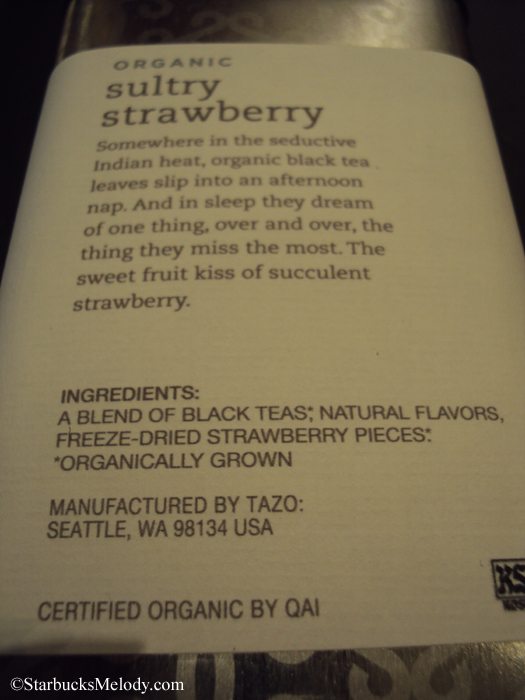 ORGANIC
sultry
strawberry
Somewhere in the seductive
Indian heat, organic black tea
leaves slip into an afternoon
nap. And in sleep they dream
of one thing, over and over, the
thing they miss the most. The
sweet fruit kiss of succulent
strawberry.
INGREDIENTS:
A BLEND OF BLACK TEAS*, NATURAL FLAVORS,
FREEZE-DRIED STRAWBERRY PIECES*.
*ORGANICALLY GROWN
MANUFACTURED BY TAZO:
SEATTLE, WA 98134 USA
CERTIFIED ORGANIC BY QAI
©StarbucksMelody.com